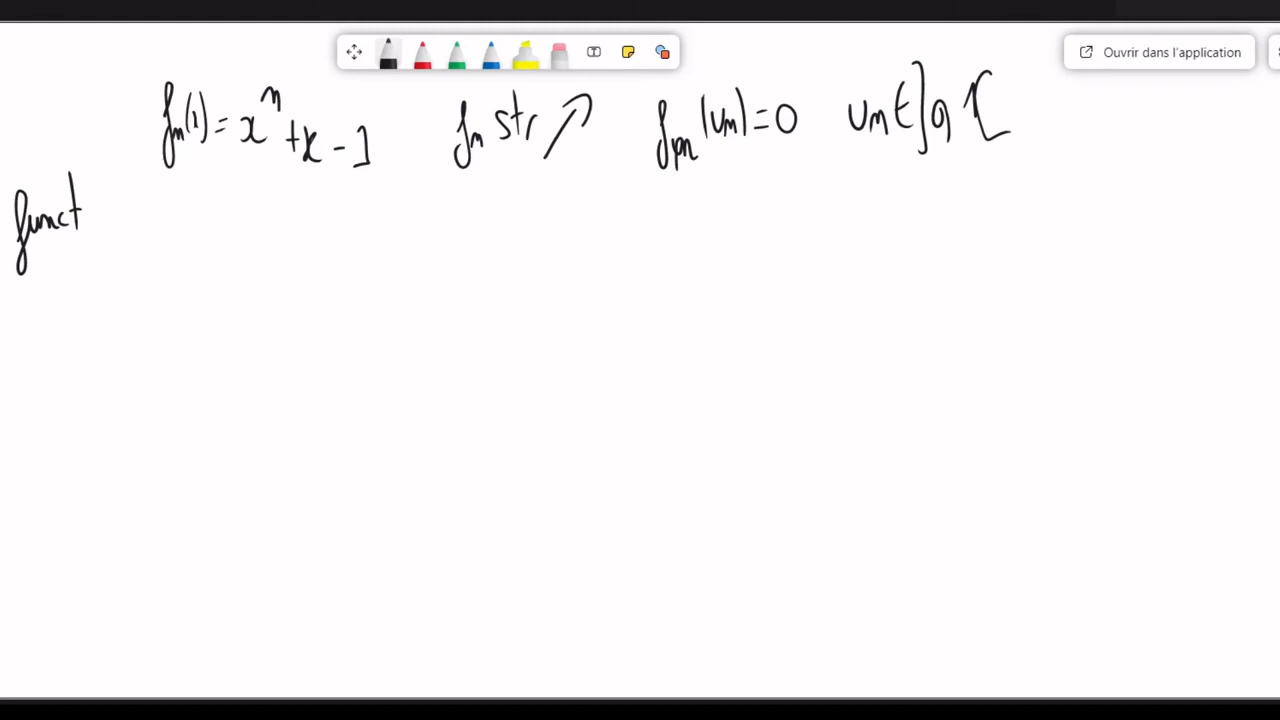 Ouvrir dans l'application
fn(x) = x^n + x - 1 fn str ↗ fn(un) = 0 un ∈ ]0,1[
funct